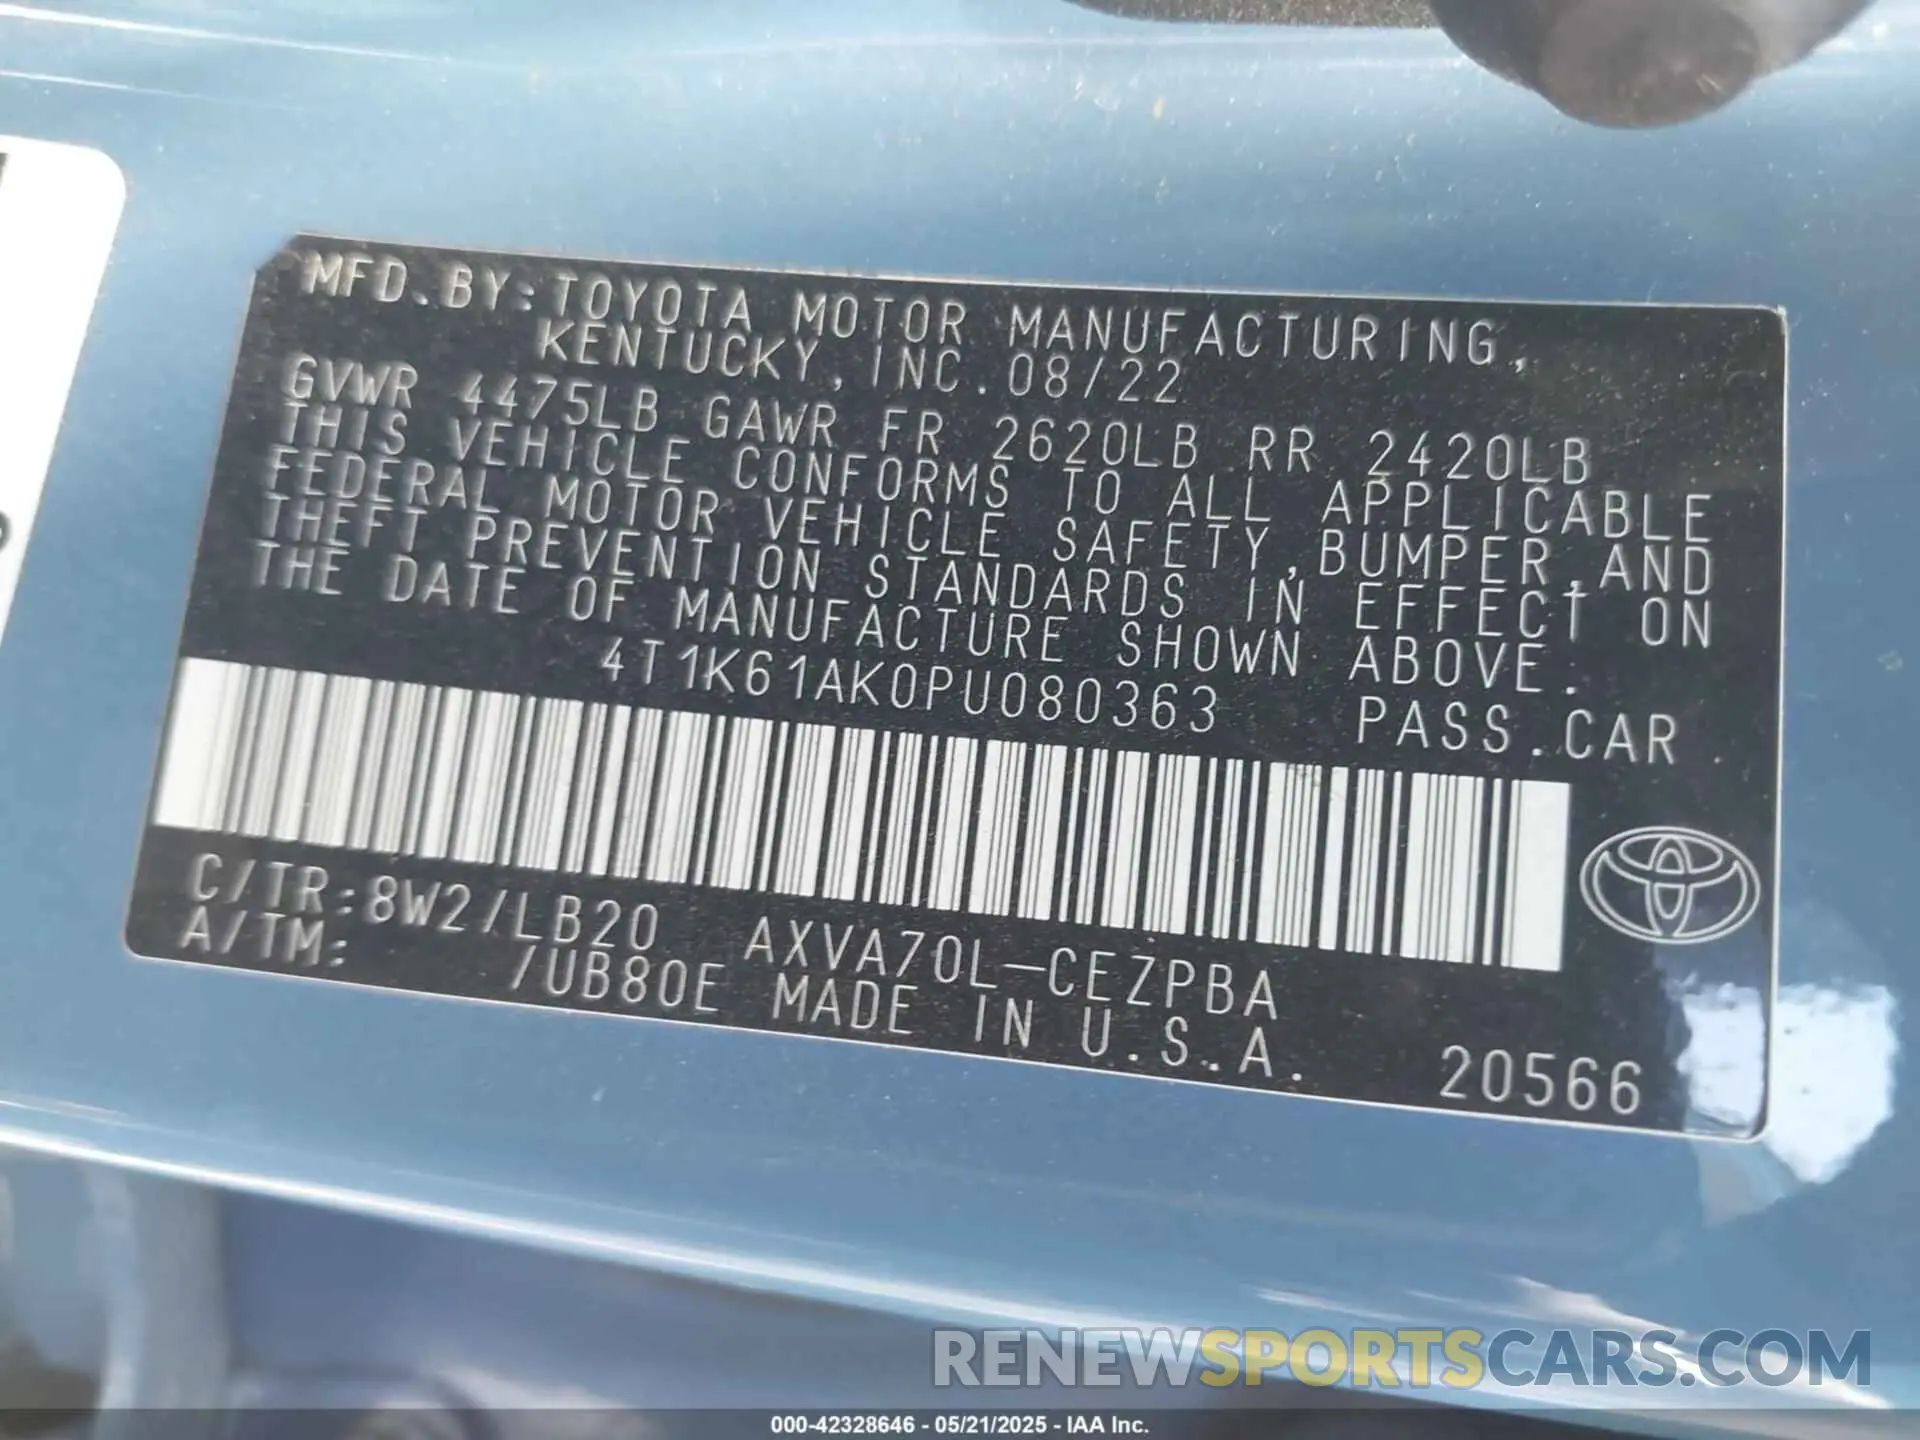 MFD.BY:TOYOTA MOTOR MANUFACTURING,
KENTUCKY,INC.08/22
GVWR 4475LB GAWR FR 2620LB RR 2420LB
THIS VEHICLE CONFORMS TO ALL APPLICABLE
FEDERAL MOTOR VEHICLE SAFETY,BUMPER,AND
THEFT PREVENTION STANDARDS IN EFFECT ON
THE DATE OF MANUFACTURE SHOWN ABOVE.
4T1K61AK0PU080363 PASS.CAR
C/TR:8W2/LB20 AXVA70L-CEZPBA
A/TM: /UB80E MADE IN U.S.A.
20566
RENEWSPORTSCARS.COM
000-42328646 - 05/21/2025 - IAA Inc.